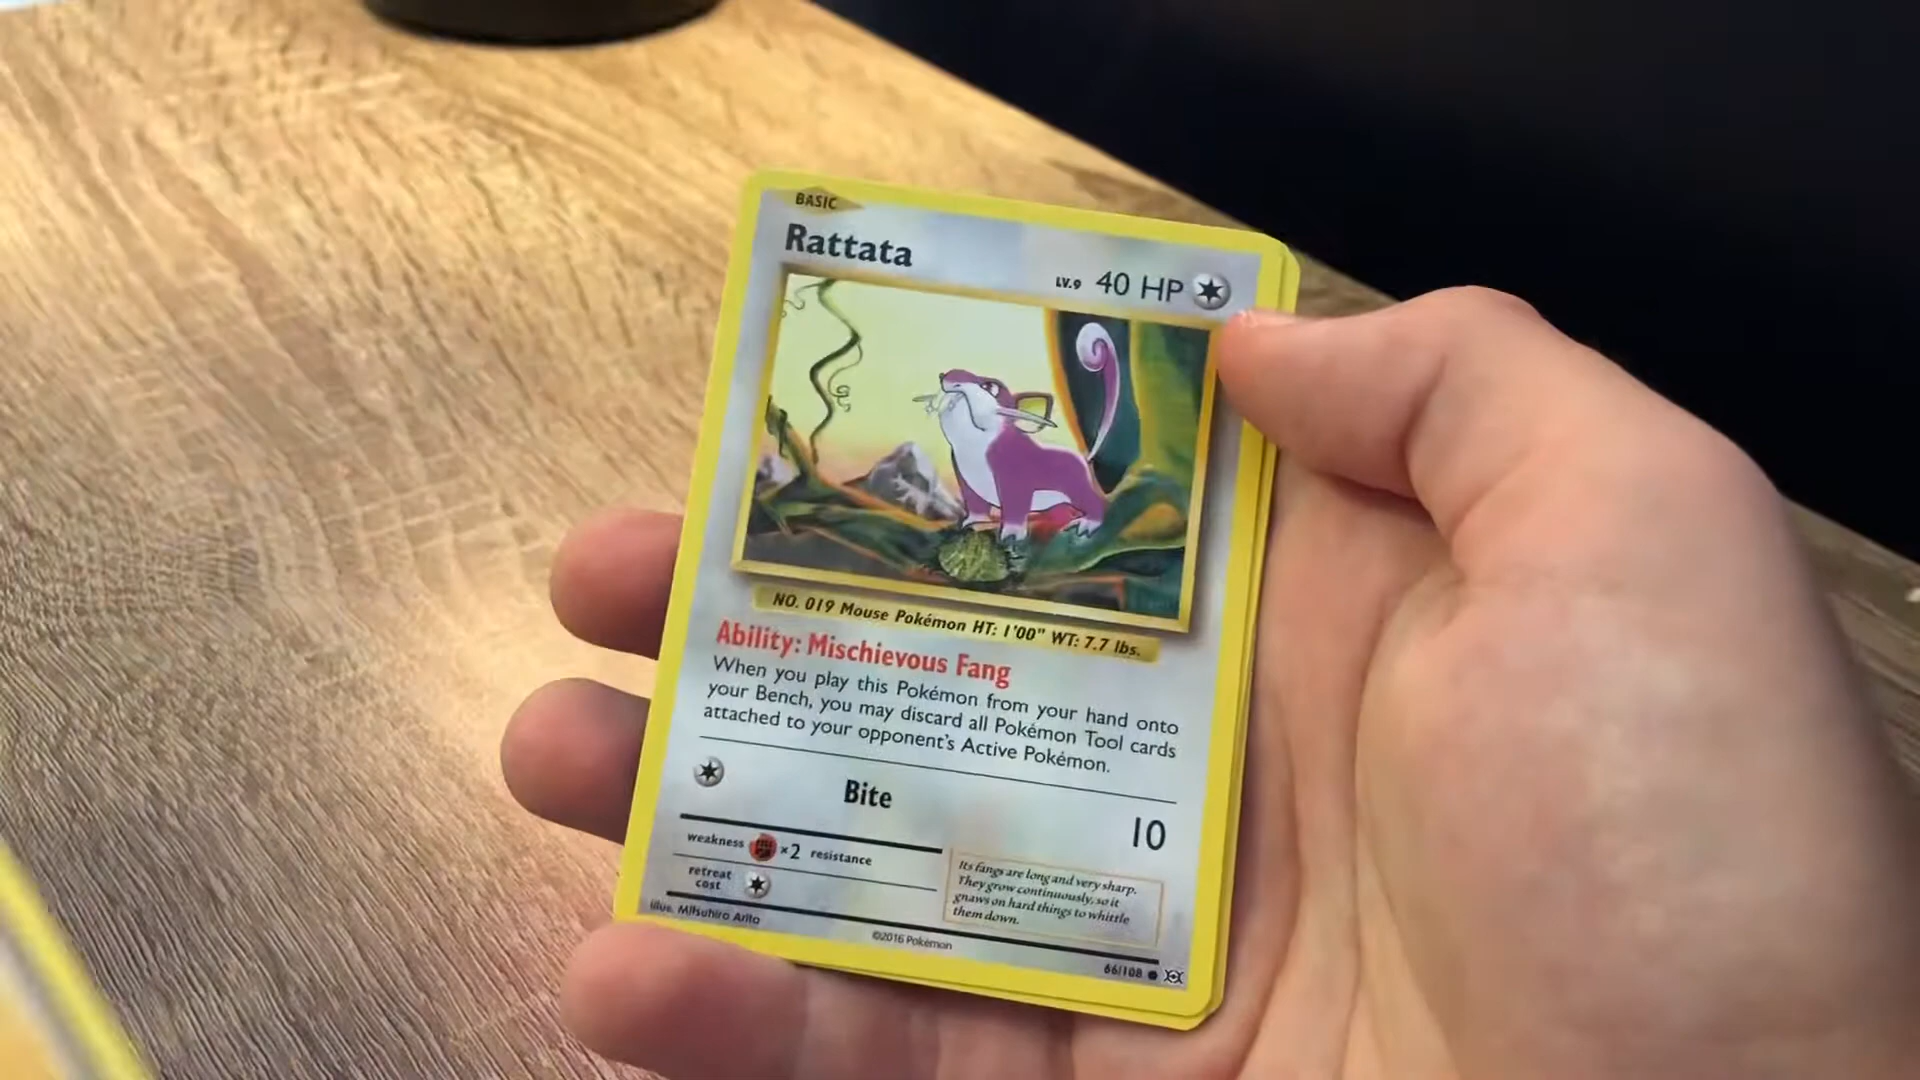 BASIC
Rattata
LV.9 40 HP
NO. 019 Mouse Pokémon HT: 1'00" WT: 7.7 lbs.
Ability: Mischievous Fang
When you play this Pokémon from your hand onto
your Bench, you may discard all Pokémon Tool cards
attached to your opponent's Active Pokémon.
Bite
10
weakness ×2 resistance
retreat
cost
Its fangs are long and very sharp.
They grow continuously, so it
gnaws on hard things to whittle
them down.
Illus. Mitsuhiro Arita
©2016 Pokémon
66/108